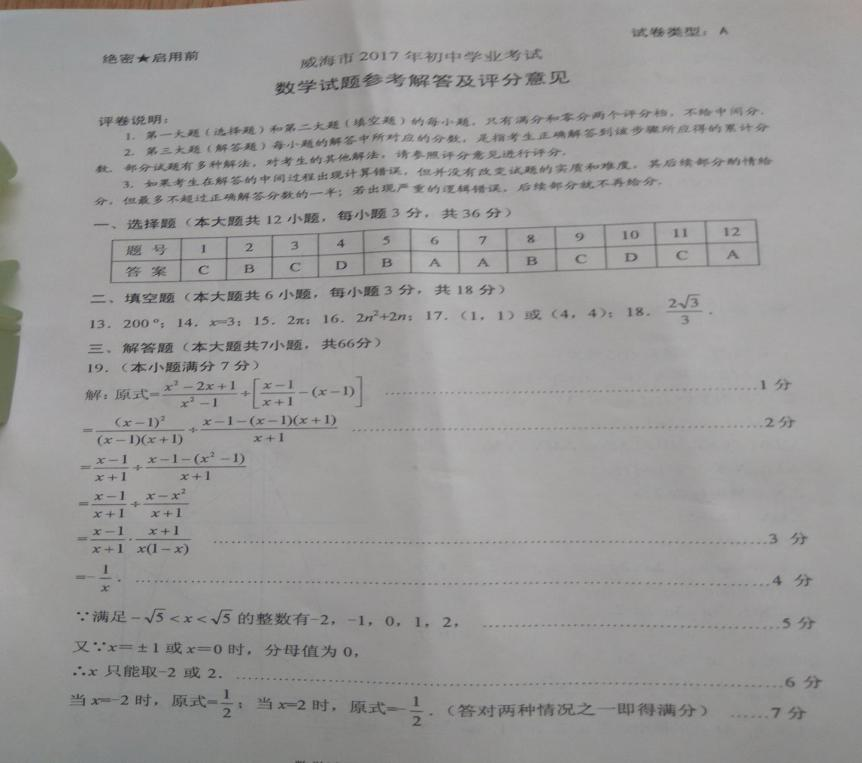 试卷类型：A
绝密★启用前
威海市 2017 年初中学业考试
数学试题参考解答及评分意见
评卷说明：
1．第一大题（选择题）和第二大题（填空题）的每小题，只有满分和零分两个评分档，不给中间分．
2．第三大题（解答题）每小题的解答中所对应的分数，是指考生正确解答到该步骤所应得的累计分
数．部分试题有多种解法，对考生的其他解法，请参照评分意见进行评分．
3．如果考生在解答的中间过程出现计算错误，但并没有改变试题的实质和难度，其后续部分酌情给
分，但最多不超过正确解答分数的一半；若出现严重的逻辑错误，后续部分就不再给分．
一、选择题（本大题共 12 小题，每小题 3 分，共 36 分）
题 号 1 2 3 4 5 6 7 8 9 10 11 12
答 案 C B C D B A A B C D C A
二、填空题（本大题共 6 小题，每小题 3 分，共 18 分）
13．200 º；14．x=3；15．2π；16．2n²+2n；17．（1，1）或（4，4）；18．2√3/3．
三、解答题（本大题共7小题，共66分）
19．（本小题满分 7 分）
解：原式=(x²－2x＋1)/(x²－1)÷[(x－1)/(x＋1)－(x－1)] ……1 分
=(x－1)²/((x－1)(x＋1))÷(x－1－(x－1)(x＋1))/(x＋1) ……2 分
=(x－1)/(x＋1)÷(x－1－(x²－1))/(x＋1)
=(x－1)/(x＋1)÷(x－x²)/(x＋1)
=(x－1)/(x＋1)·(x＋1)/(x(1－x)) ……3 分
=－1/x． ……4 分
∵满足－√5＜x＜√5 的整数有-2，-1，0，1，2， ……5 分
又∵x＝±1 或 x＝0 时，分母值为 0，
∴x 只能取-2 或 2． ……6 分
当 x=-2 时，原式=1/2；当 x=2 时，原式=－1/2．（答对两种情况之一即得满分） ……7 分